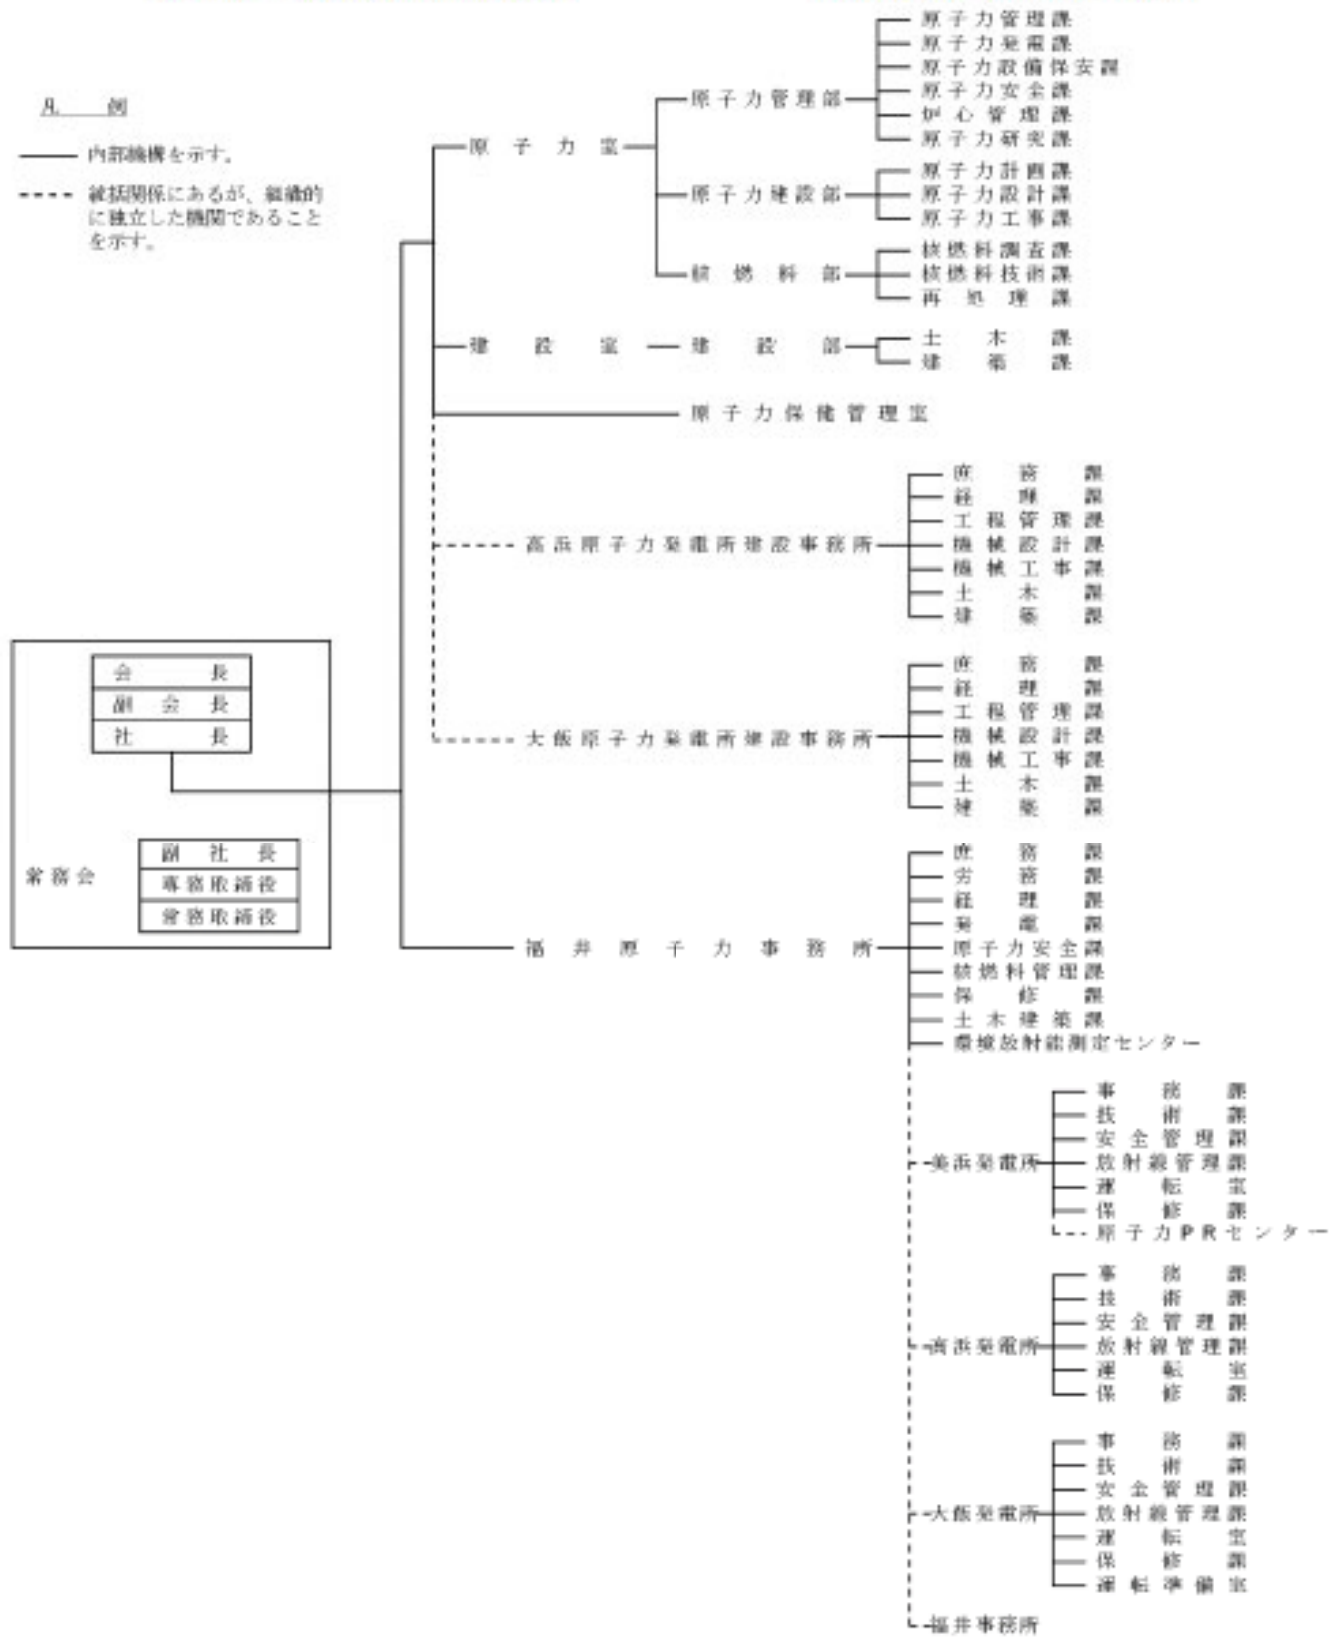 凡 例
内部機構を示す。
統括関係にあるが、組織的
に独立した機関であること
を示す。
会長
副会長
社長
常務会
副社長
専務取締役
常務取締役
原子力室
原子力管理部
原子力管理課
原子力発電課
原子力設備保安課
原子力安全課
炉心管理課
原子力研究課
原子力建設部
原子力計画課
原子力設計課
原子力工事課
核燃料部
核燃料調査課
核燃料技術課
再処理課
建設室
建設部
土木課
建築課
原子力保健管理室
高浜原子力発電所建設事務所
庶務課
経理課
工程管理課
機械設計課
機械工事課
土木課
建築課
大飯原子力発電所建設事務所
庶務課
経理課
工程管理課
機械設計課
機械工事課
土木課
建築課
福井原子力事務所
庶務課
労務課
経理課
発電課
原子力安全課
核燃料管理課
保修課
土木建築課
環境放射能測定センター
美浜発電所
事務課
技術課
安全管理課
放射線管理課
運転室
保修課
原子力PRセンター
高浜発電所
事務課
技術課
安全管理課
放射線管理課
運転室
保修課
大飯発電所
事務課
技術課
安全管理課
放射線管理課
運転室
保修課
運転準備室
福井事務所